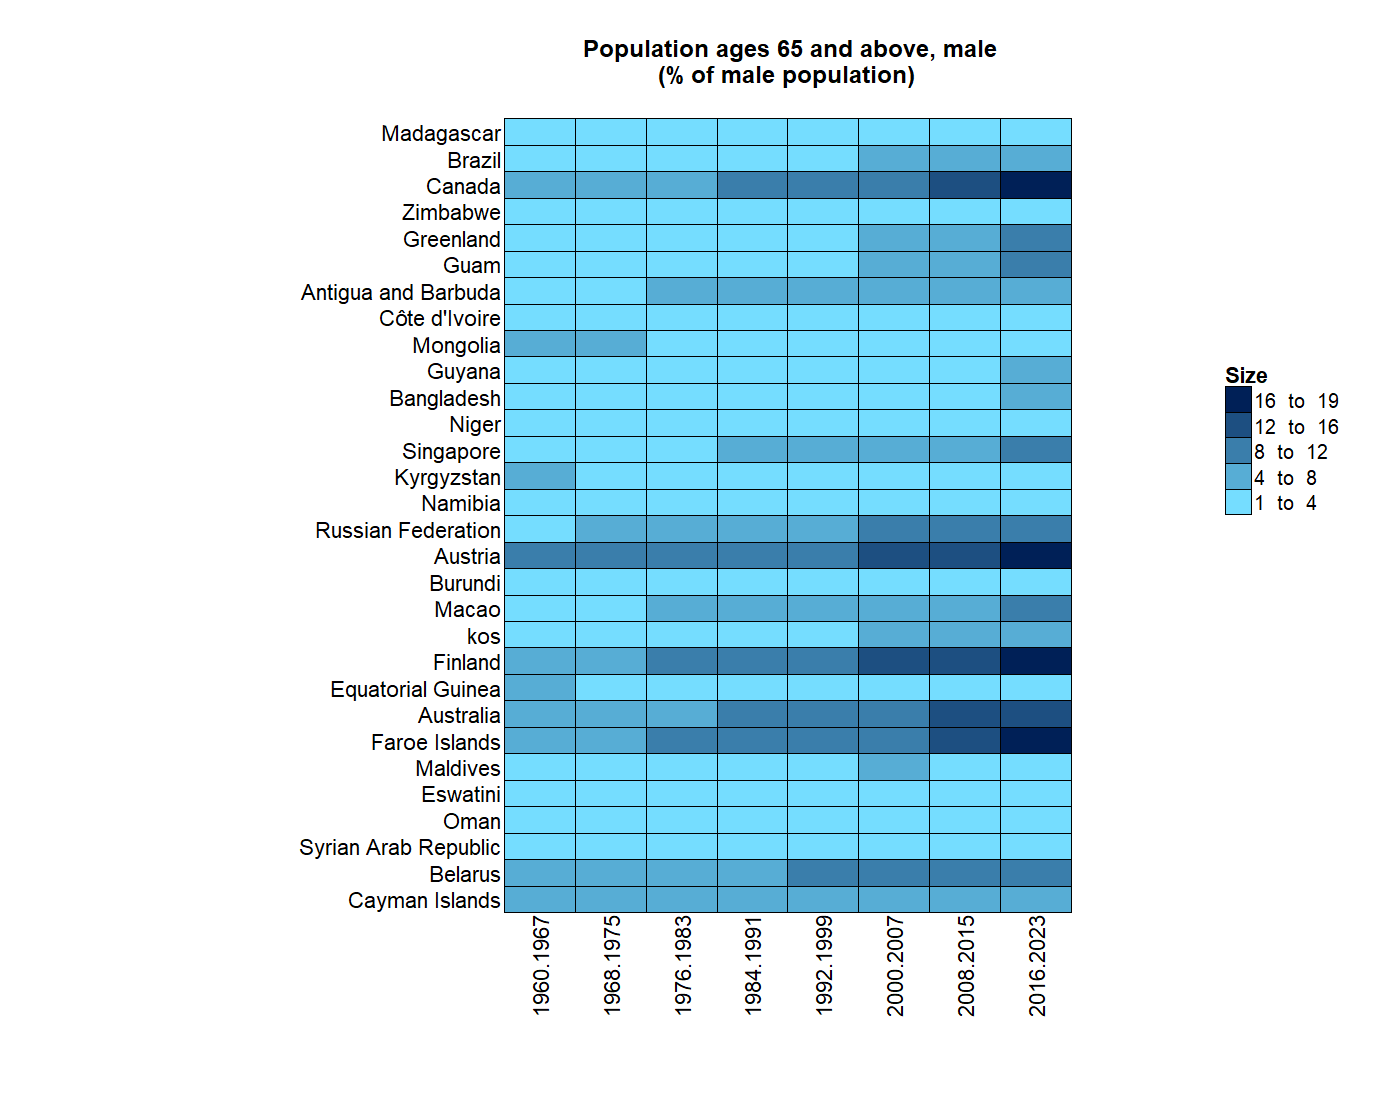 Population ages 65 and above, male
(% of male population)
Madagascar
Brazil
Canada
Zimbabwe
Greenland
Guam
Antigua and Barbuda
Côte d'Ivoire
Mongolia
Guyana
Bangladesh
Niger
Singapore
Kyrgyzstan
Namibia
Russian Federation
Austria
Burundi
Macao
kos
Finland
Equatorial Guinea
Australia
Faroe Islands
Maldives
Eswatini
Oman
Syrian Arab Republic
Belarus
Cayman Islands
1960.1967
1968.1975
1976.1983
1984.1991
1992.1999
2000.2007
2008.2015
2016.2023
Size
16 to 19
12 to 16
8 to 12
4 to 8
1 to 4